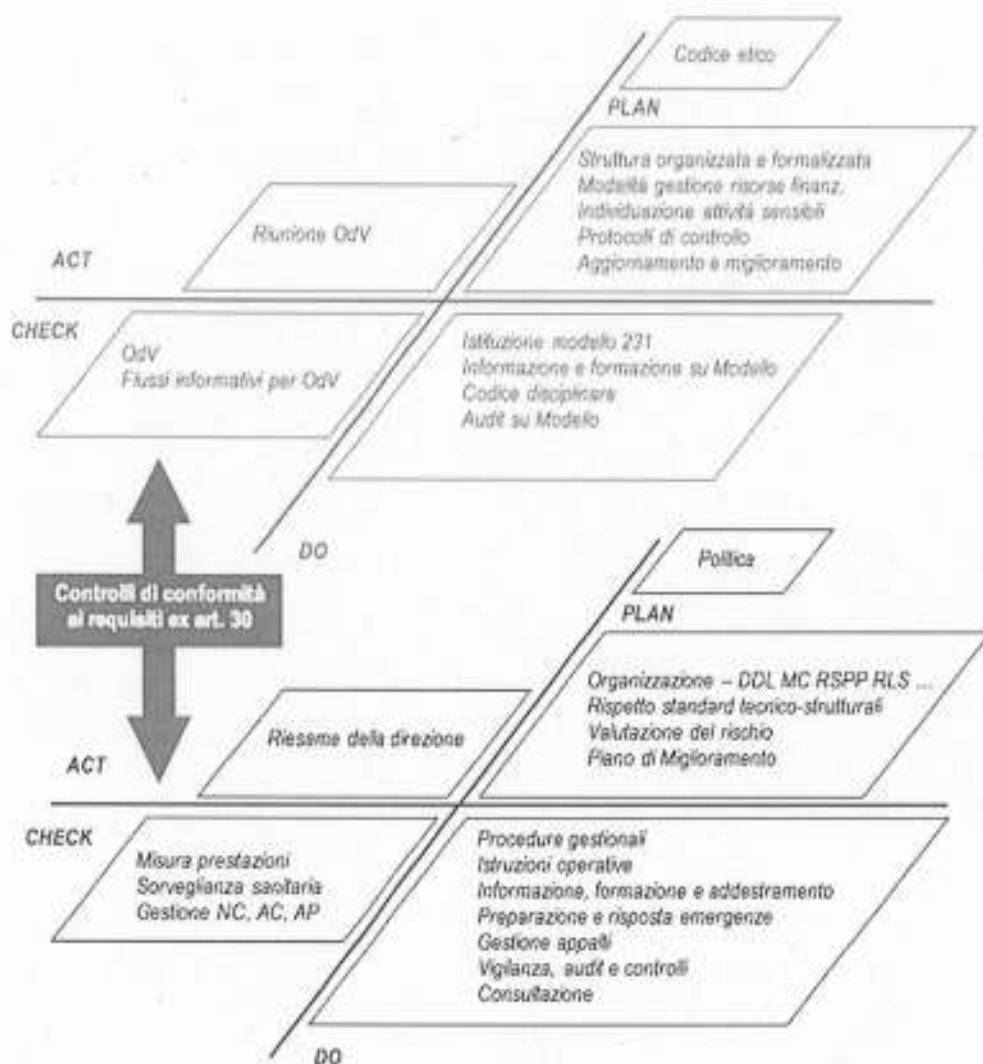 Codice etico
PLAN
Struttura organizzata e formalizzata
Modalità gestione risorse finanz.
Individuazione attività sensibili
Protocolli di controllo
Aggiornamento e miglioramento
Riunione OdV
ACT
CHECK
OdV
Flussi informativi per OdV
Istituzione modello 231
Informazione e formazione su Modello
Codice disciplinare
Audit su Modello
DO
Controlli di conformità
ai requisiti ex art. 30
Politica
PLAN
Organizzazione – DDL MC RSPP RLS ...
Rispetto standard tecnico-strutturali
Valutazione del rischio
Piano di Miglioramento
Riesame della direzione
ACT
CHECK
Misura prestazioni
Sorveglianza sanitaria
Gestione NC, AC, AP
Procedure gestionali
Istruzioni operative
Informazione, formazione e addestramento
Preparazione e risposta emergenze
Gestione appalti
Vigilanza, audit e controlli
Consultazione
DO